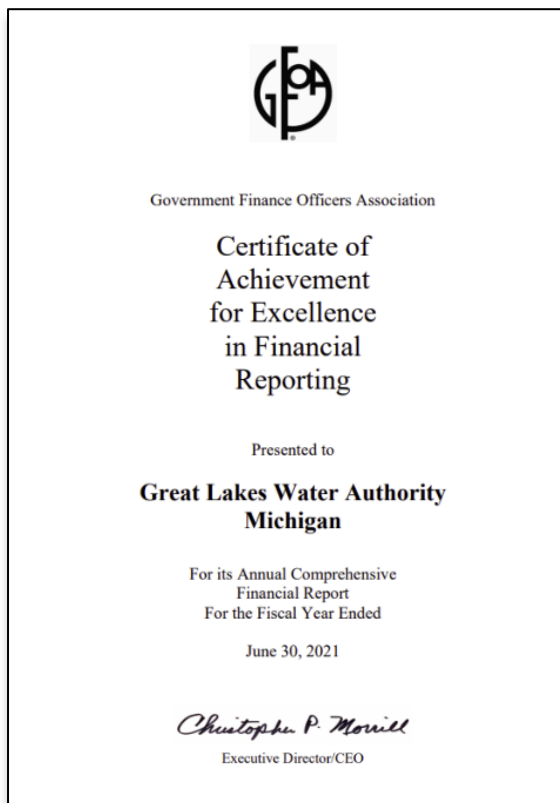 GFOA
®
Government Finance Officers Association
Certificate of
Achievement
for Excellence
in Financial
Reporting
Presented to
Great Lakes Water Authority
Michigan
For its Annual Comprehensive
Financial Report
For the Fiscal Year Ended
June 30, 2021
Christopher P. Morrill
Executive Director/CEO